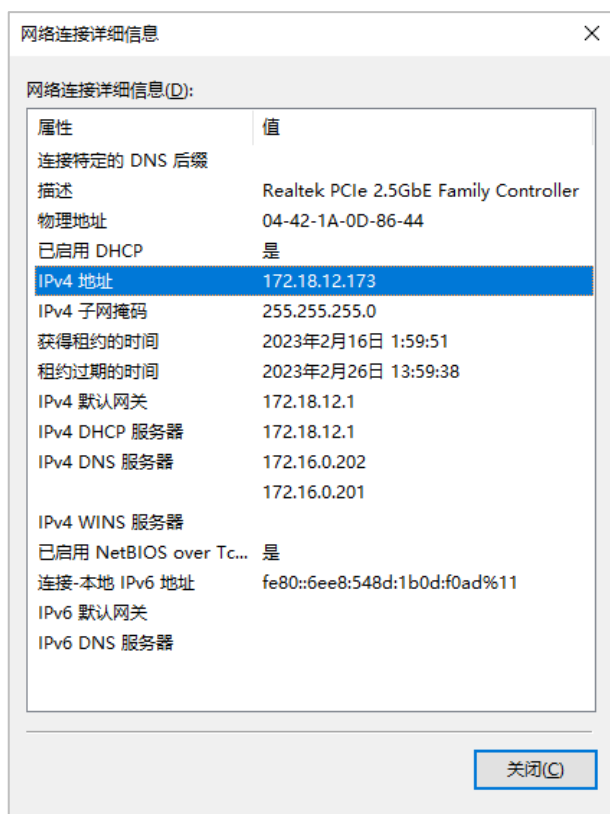 网络连接详细信息
网络连接详细信息(D):
属性 值
连接特定的 DNS 后缀
描述 Realtek PCIe 2.5GbE Family Controller
物理地址 04-42-1A-0D-86-44
已启用 DHCP 是
IPv4 地址 172.18.12.173
IPv4 子网掩码 255.255.255.0
获得租约的时间 2023年2月16日 1:59:51
租约过期的时间 2023年2月26日 13:59:38
IPv4 默认网关 172.18.12.1
IPv4 DHCP 服务器 172.18.12.1
IPv4 DNS 服务器 172.16.0.202
172.16.0.201
IPv4 WINS 服务器
已启用 NetBIOS over Tc... 是
连接-本地 IPv6 地址 fe80::6ee8:548d:1b0d:f0ad%11
IPv6 默认网关
IPv6 DNS 服务器
关闭(C)